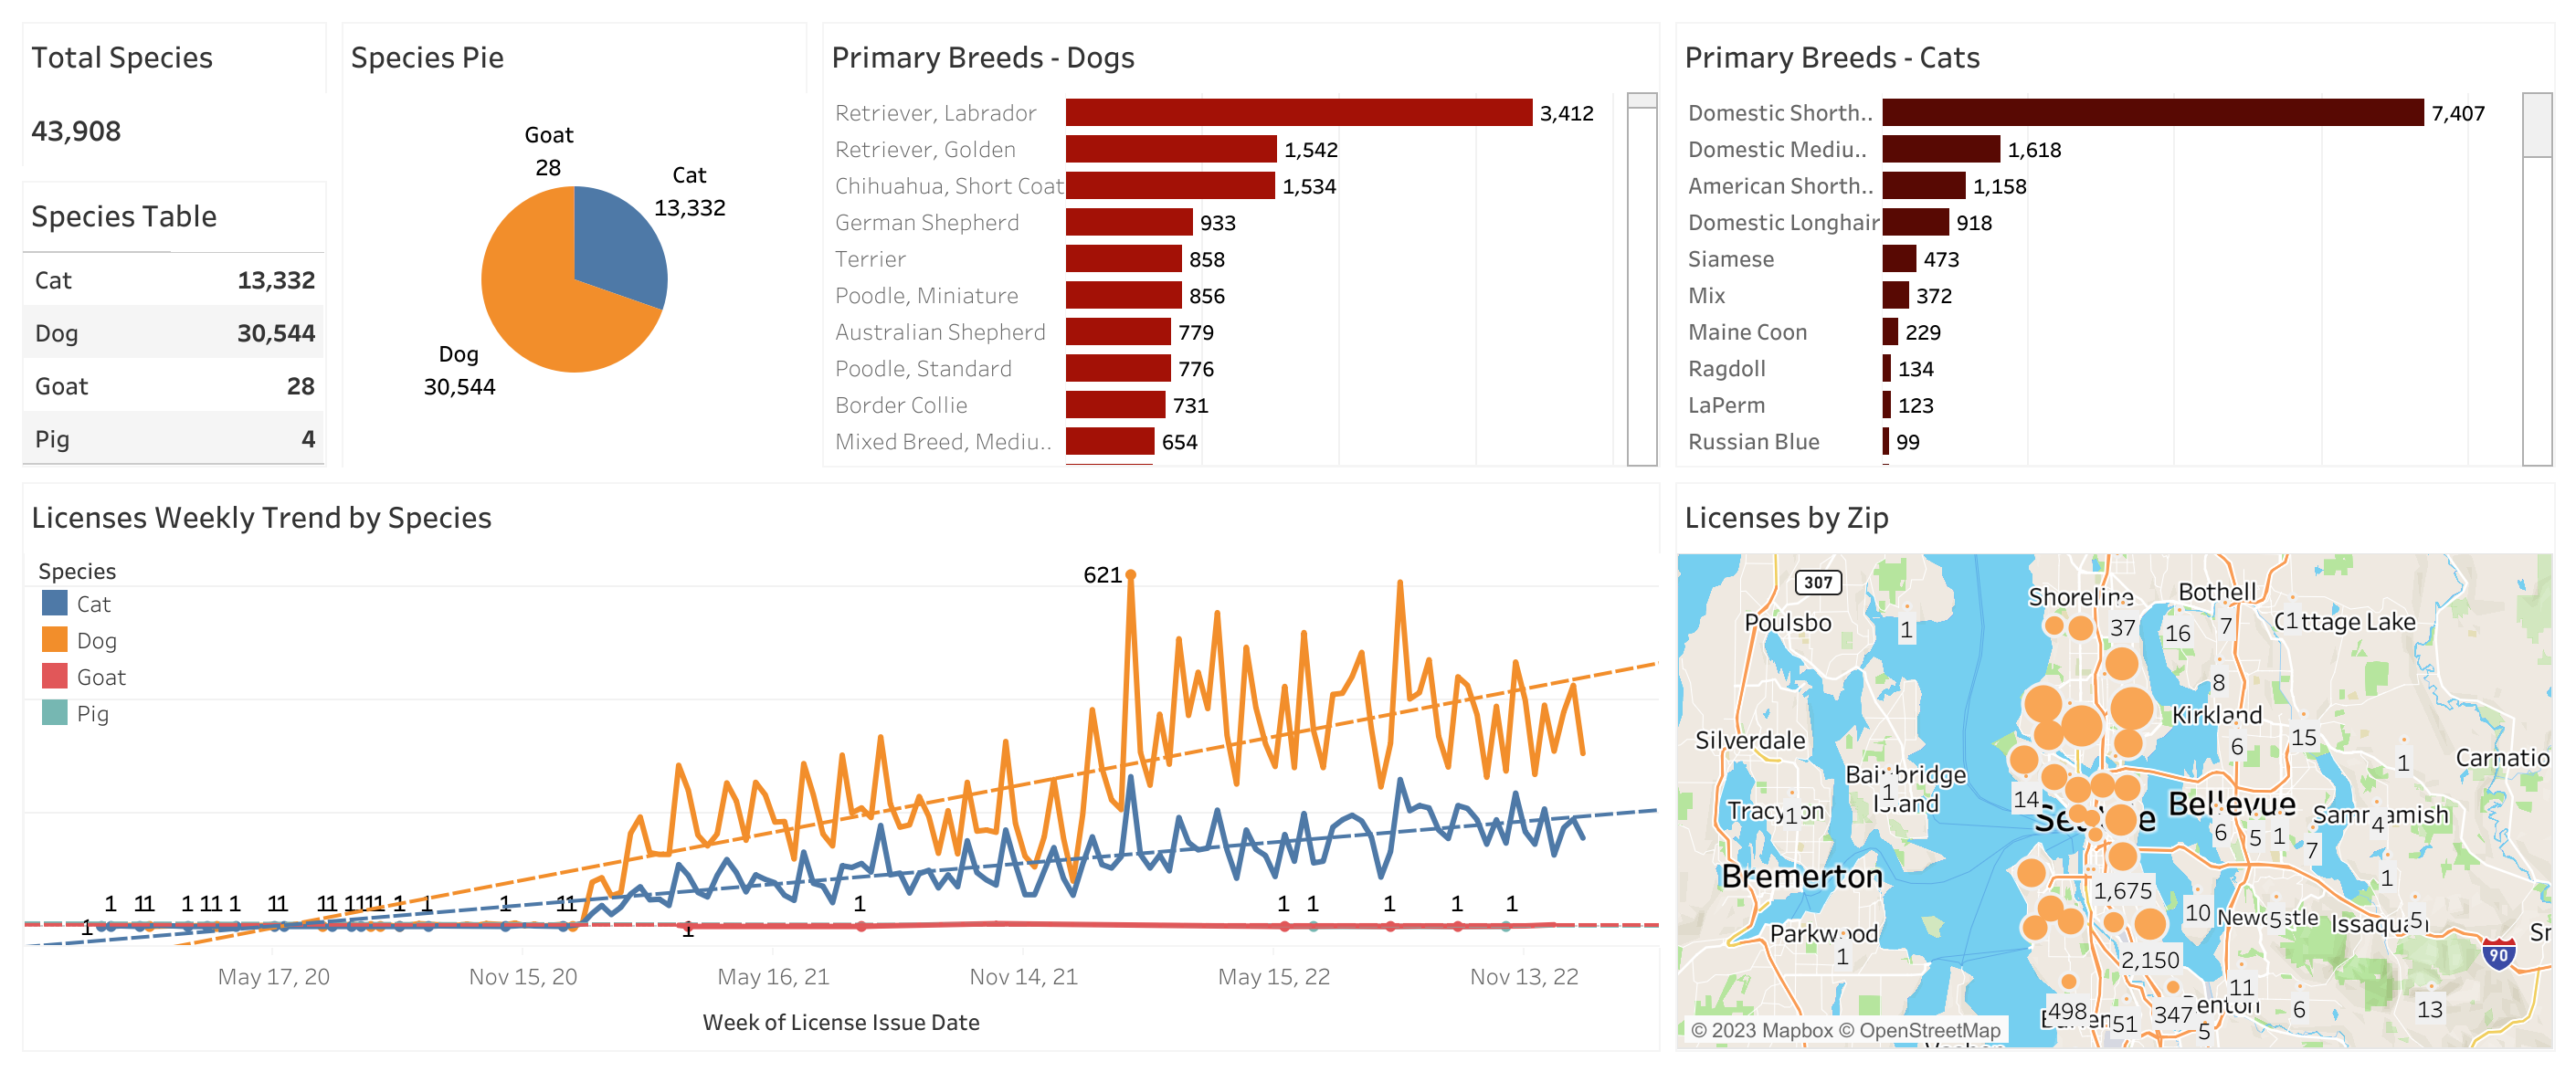 Total Species
43,908
Species Table
Cat 13,332
Dog 30,544
Goat 28
Pig 4
Species Pie
Goat
28
Cat
13,332
Dog
30,544
Primary Breeds - Dogs
Retriever, Labrador 3,412
Retriever, Golden 1,542
Chihuahua, Short Coat 1,534
German Shepherd 933
Terrier 858
Poodle, Miniature 856
Australian Shepherd 779
Poodle, Standard 776
Border Collie 731
Mixed Breed, Mediu.. 654
Primary Breeds - Cats
Domestic Shorth.. 7,407
Domestic Mediu.. 1,618
American Shorth.. 1,158
Domestic Longhair 918
Siamese 473
Mix 372
Maine Coon 229
Ragdoll 134
LaPerm 123
Russian Blue 99
Licenses Weekly Trend by Species
Species
Cat
Dog
Goat
Pig
621
1 11 1 11 1 11 11 1111 1 1 1 11 1 1 1 1 1 1
1 1
May 17, 20 Nov 15, 20 May 16, 21 Nov 14, 21 May 15, 22 Nov 13, 22
Week of License Issue Date
Licenses by Zip
307
Shoreline Bothell
Poulsbo 1 37 16 7 1
8
Kirkland
Silverdale 6 15
1 Carnatio
1
14 Bellevue
1 4
6 5 1 7
Bremerton 1
1,675
10 5 Issaquah 5
1 Sr
2,150 90
11
498 51 347 5 6 13
© 2023 Mapbox © OpenStreetMap